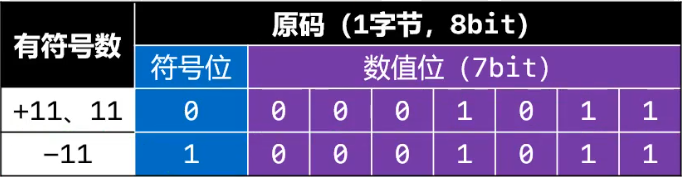 有符号数 原码（1字节，8bit）
符号位 数值位（7bit）
+11、11 0 0 0 0 1 0 1 1
-11 1 0 0 0 1 0 1 1